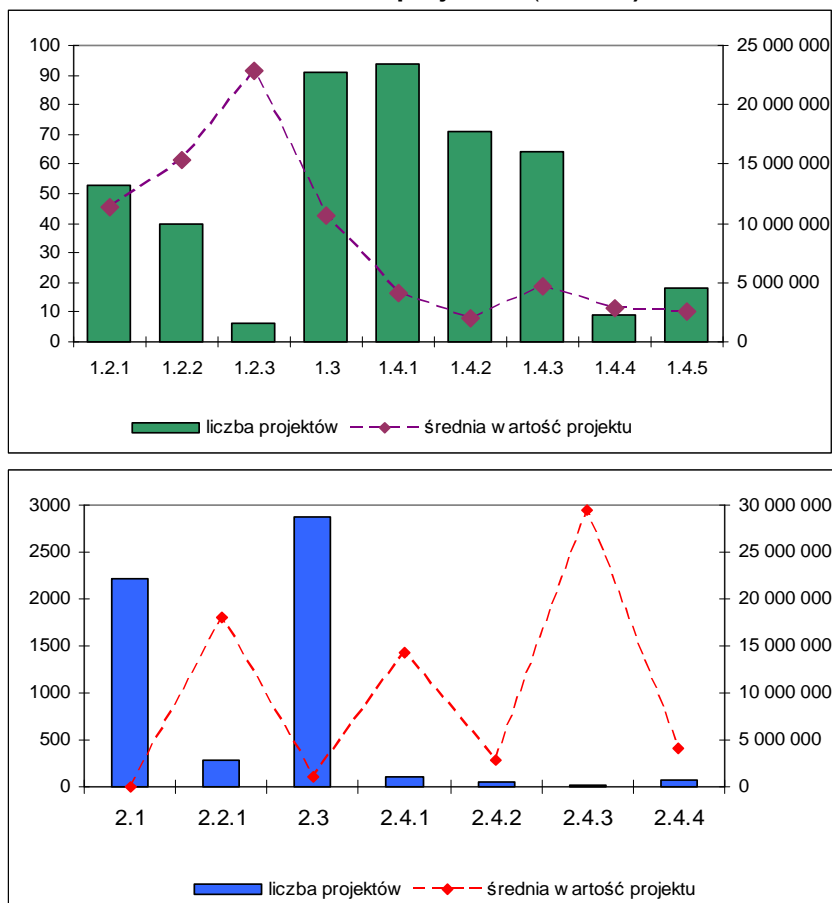 100 25 000 000
90
80 20 000 000
70
60 15 000 000
50
40 10 000 000
30
20 5 000 000
10
0 0
1.2.1 1.2.2 1.2.3 1.3 1.4.1 1.4.2 1.4.3 1.4.4 1.4.5
liczba projektów średnia w artość projektu
3000 30 000 000
2500 25 000 000
2000 20 000 000
1500 15 000 000
1000 10 000 000
500 5 000 000
0 0
2.1 2.2.1 2.3 2.4.1 2.4.2 2.4.3 2.4.4
liczba projektów średnia w artość projektu